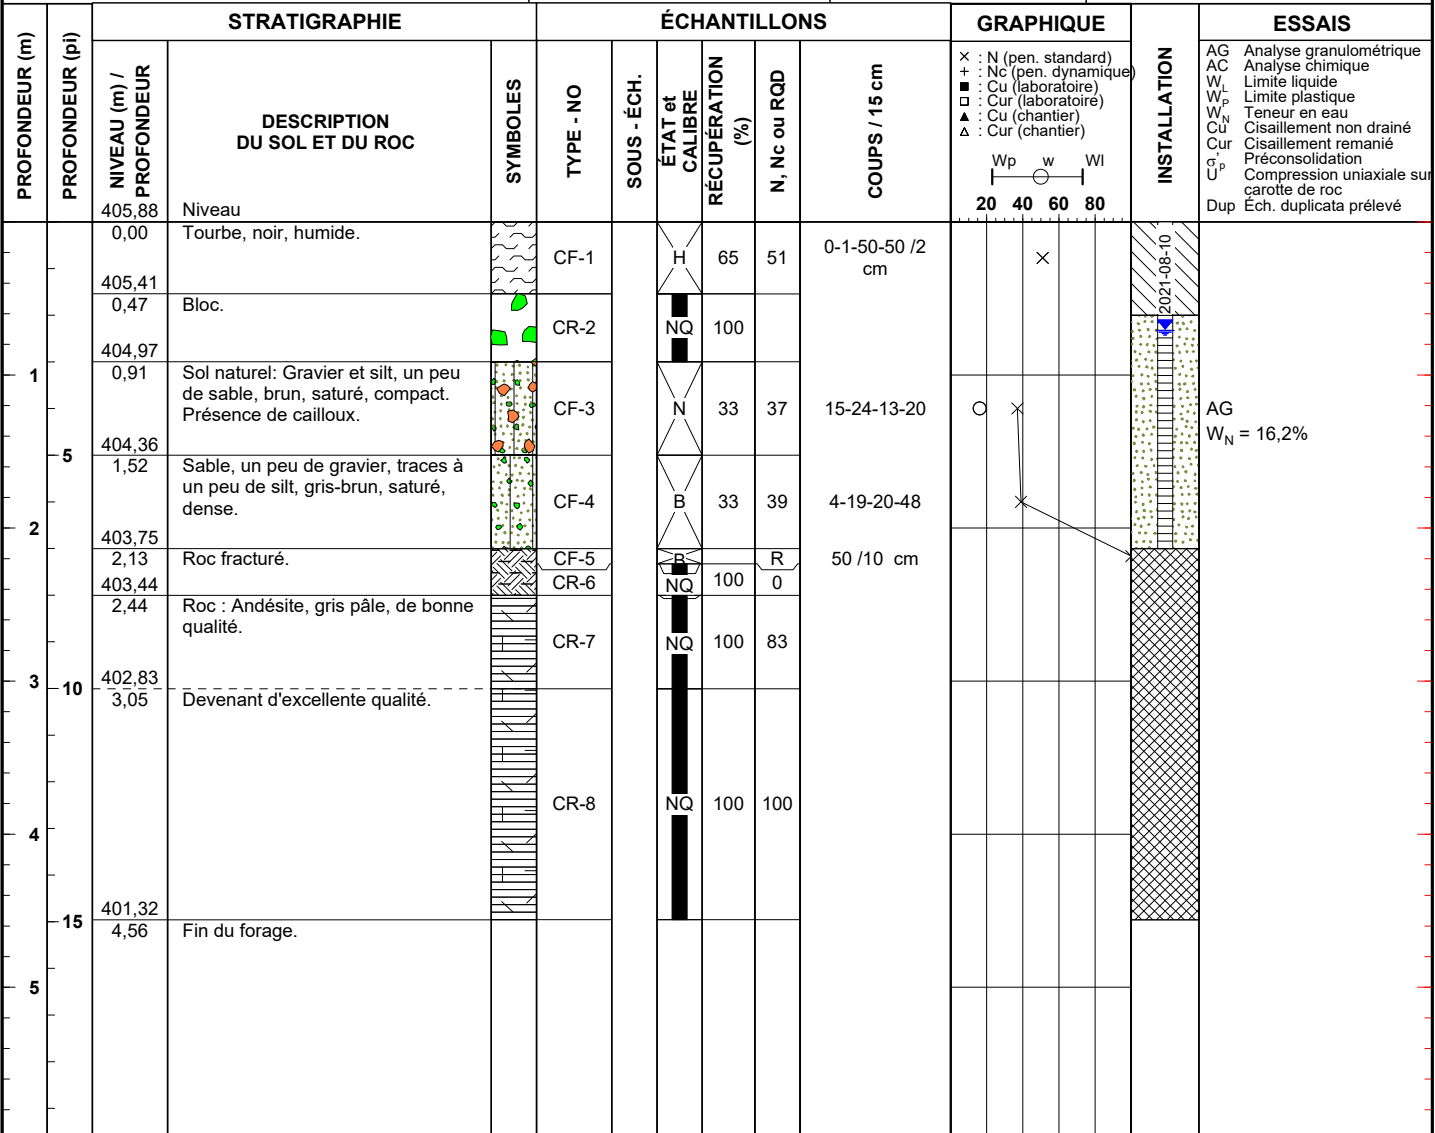 STRATIGRAPHIE
ÉCHANTILLONS
GRAPHIQUE
ESSAIS
PROFONDEUR (m)
PROFONDEUR (pi)
NIVEAU (m) /
PROFONDEUR
DESCRIPTION
DU SOL ET DU ROC
SYMBOLES
TYPE - NO
SOUS - ÉCH.
ÉTAT et
CALIBRE
RÉCUPÉRATION
(%)
N, Nc ou RQD
COUPS / 15 cm
× : N (pen. standard)
+ : Nc (pen. dynamique)
■ : Cu (laboratoire)
□ : Cur (laboratoire)
▲ : Cu (chantier)
△ : Cur (chantier)
Wp w Wl
20 40 60 80
INSTALLATION
AG Analyse granulométrique
AC Analyse chimique
W_L Limite liquide
W_P Limite plastique
W_N Teneur en eau
Cu Cisaillement non drainé
Cur Cisaillement remanié
σ'_p Préconsolidation
U Compression uniaxiale sur
carotte de roc
Dup Éch. duplicata prélevé
405,88 Niveau
0,00 Tourbe, noir, humide.
CF-1 H 65 51 0-1-50-50 /2
cm
2021-08-10
405,41
0,47 Bloc.
CR-2 NQ 100
404,97
1
0,91 Sol naturel: Gravier et silt, un peu
de sable, brun, saturé, compact.
Présence de cailloux.
CF-3 N 33 37 15-24-13-20
AG
W_N = 16,2%
404,36
5
1,52 Sable, un peu de gravier, traces à
un peu de silt, gris-brun, saturé,
dense.
CF-4 B 33 39 4-19-20-48
2
403,75
2,13 Roc fracturé.
CF-5 B R 50 /10 cm
403,44
CR-6 NQ 100 0
2,44 Roc : Andésite, gris pâle, de bonne
qualité.
CR-7 NQ 100 83
402,83
3
10
3,05 Devenant d'excellente qualité.
CR-8 NQ 100 100
4
401,32
15
4,56 Fin du forage.
5